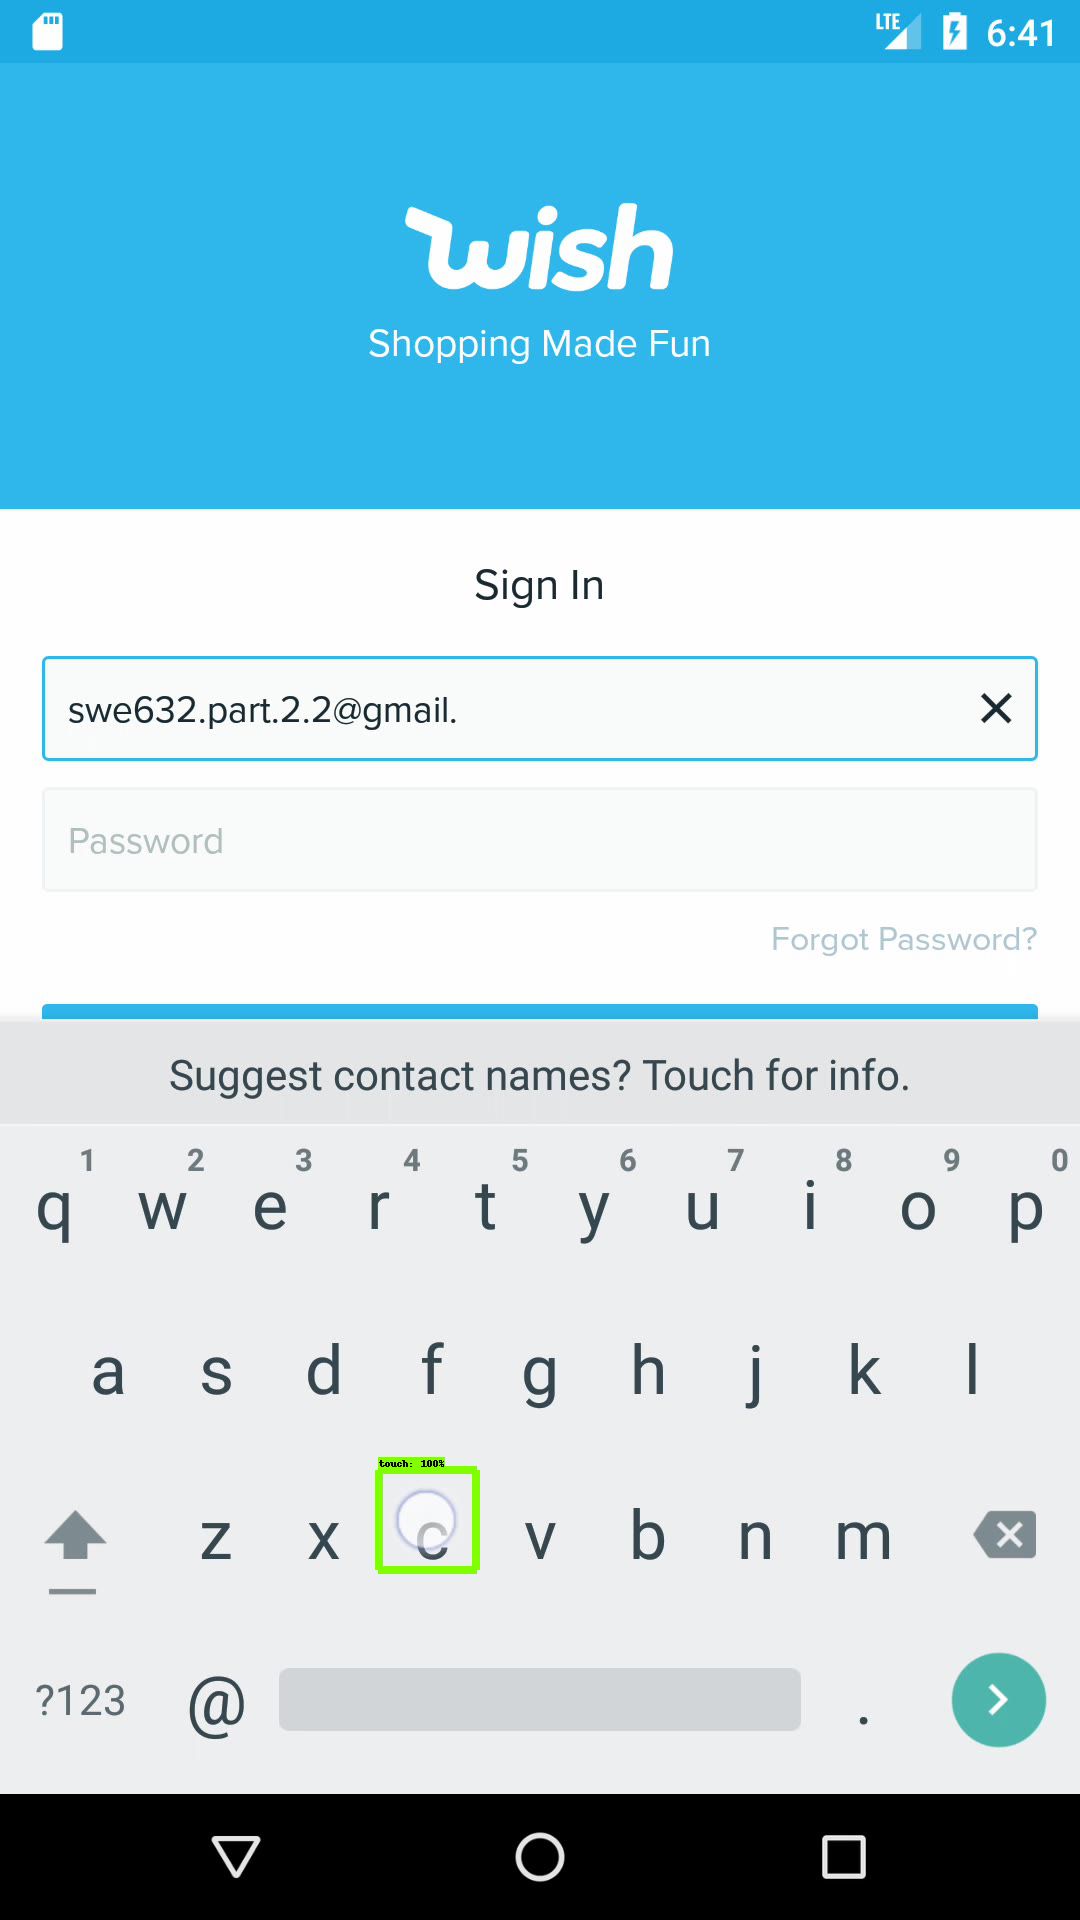 LTE 6:41
wish
Shopping Made Fun
Sign In
swe632.part.2.2@gmail.
Password
Forgot Password?
Suggest contact names? Touch for info.
1 2 3 4 5 6 7 8 9 0
q w e r t y u i o p
a s d f g h j k l
touch: 100%
z x c v b n m
?123 @ .